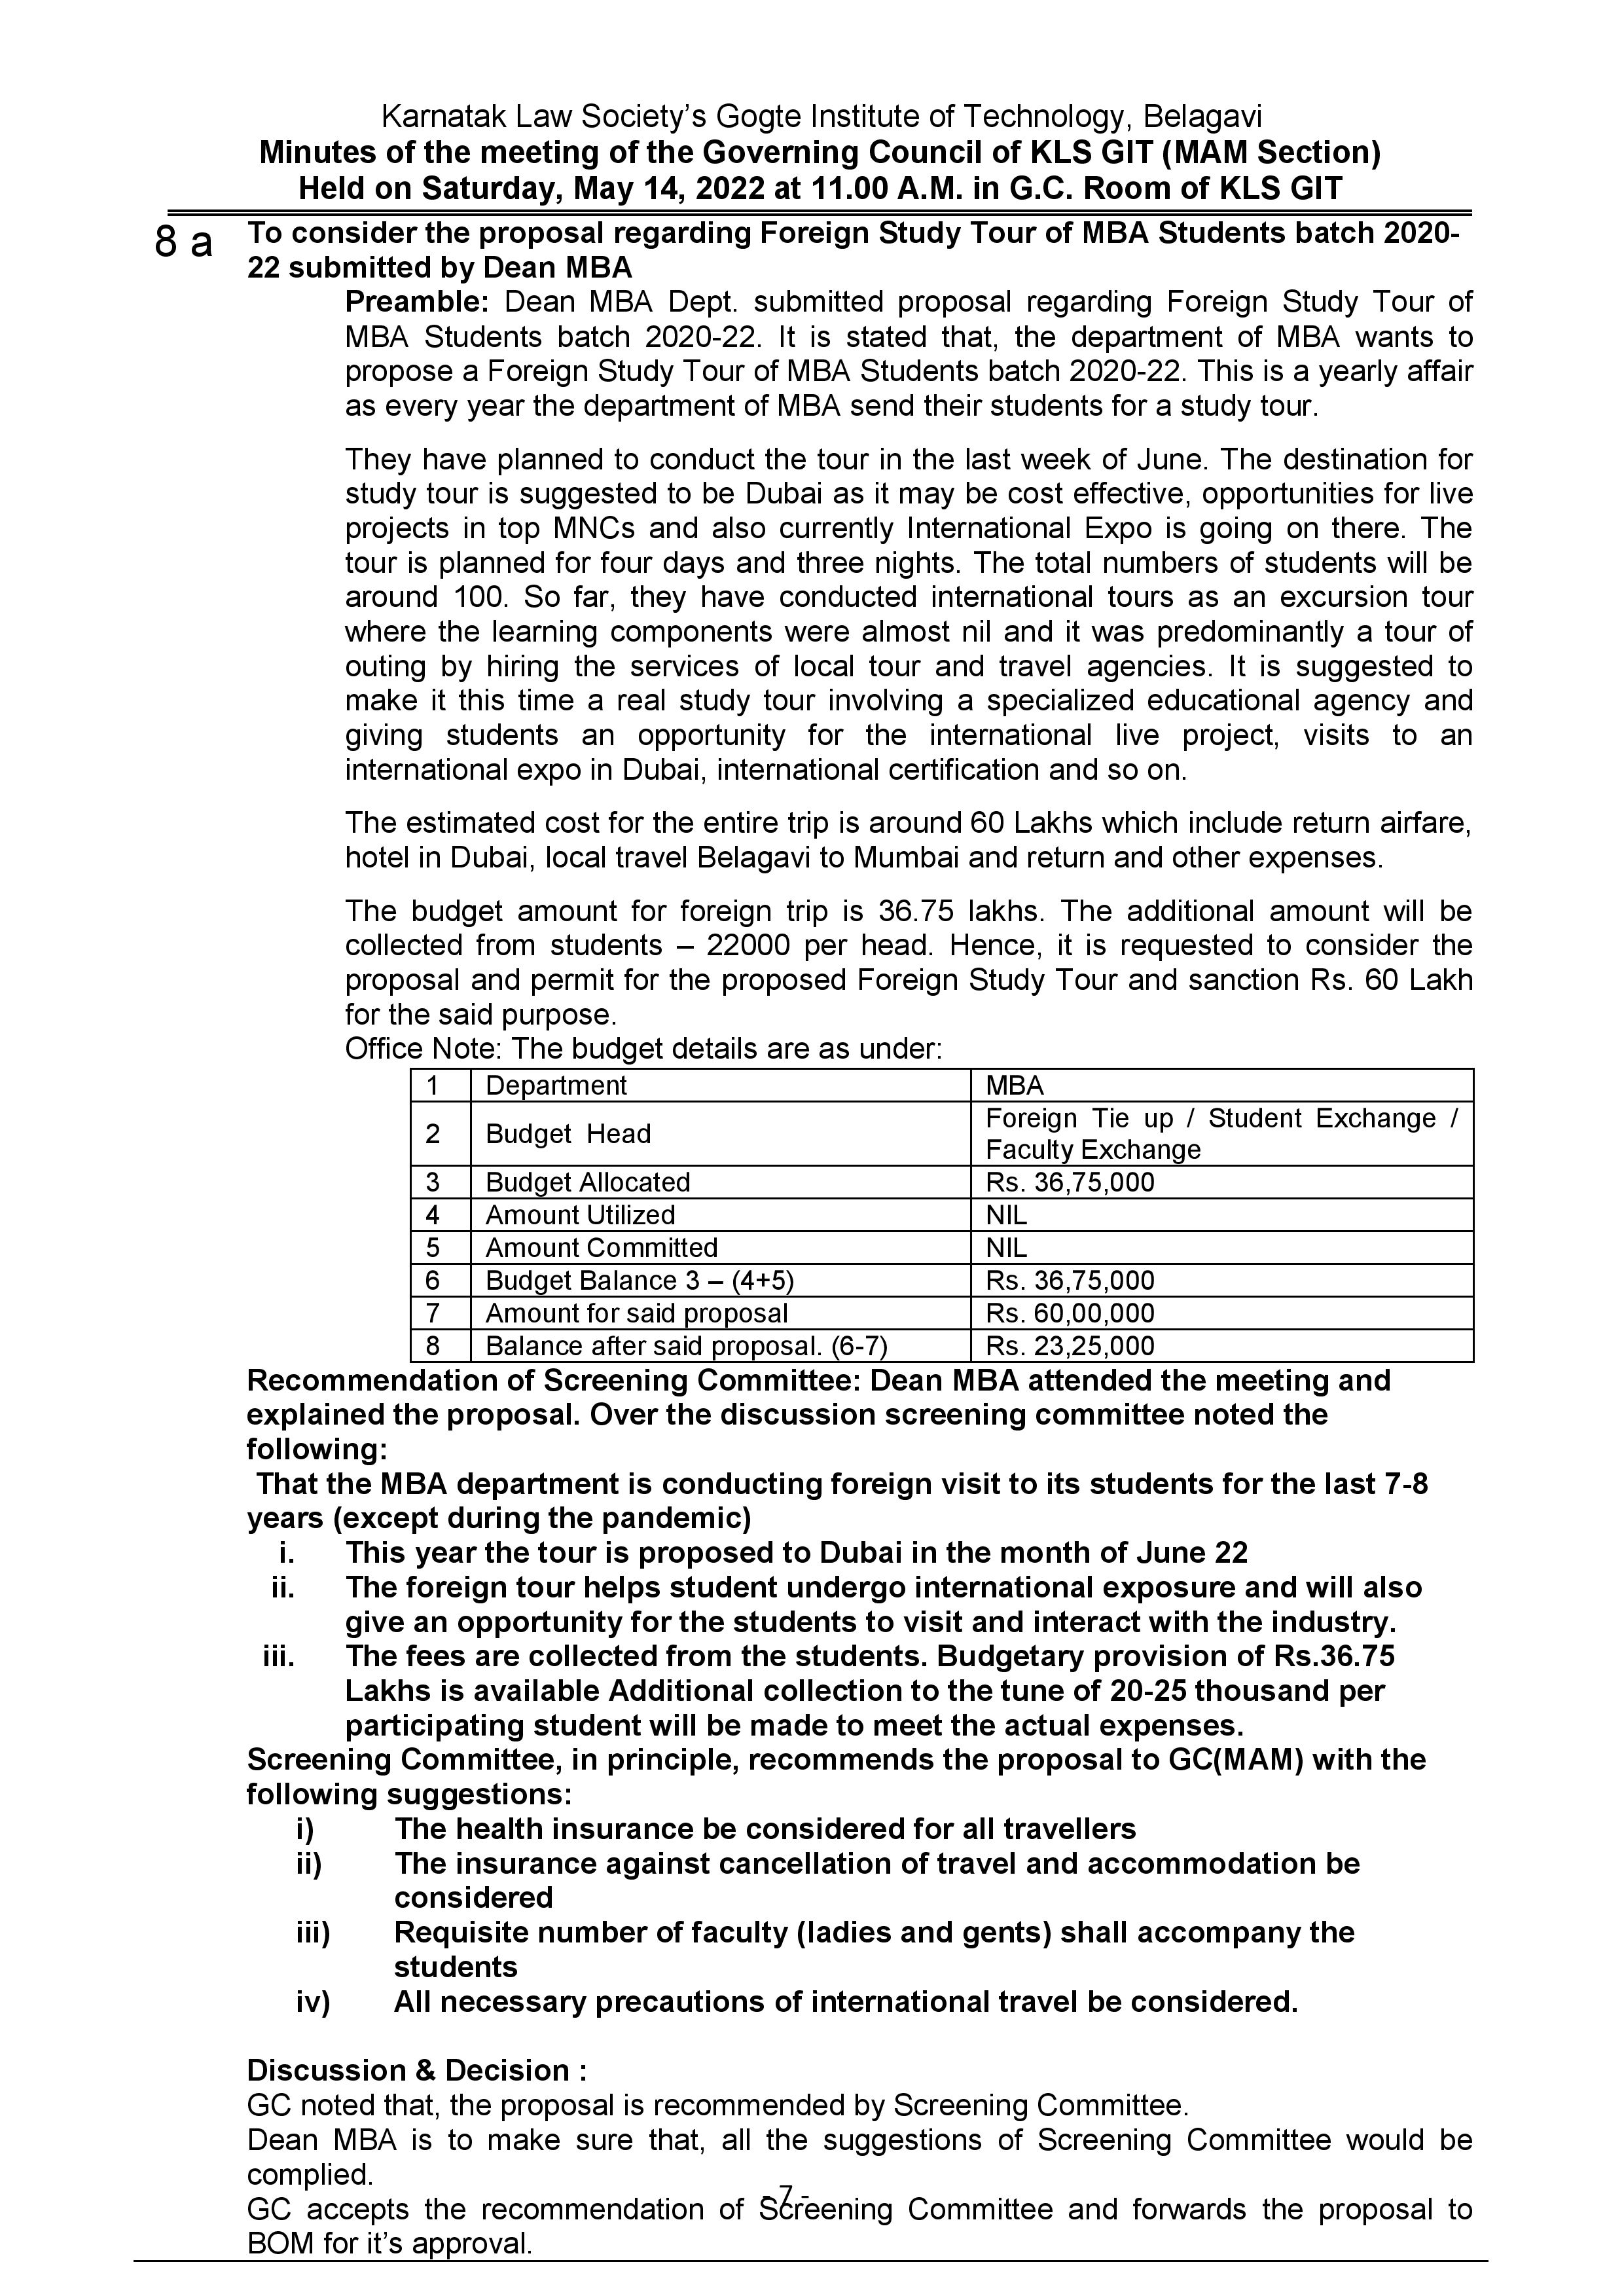 Karnatak Law Society’s Gogte Institute of Technology, Belagavi
Minutes of the meeting of the Governing Council of KLS GIT (MAM Section)
Held on Saturday, May 14, 2022 at 11.00 A.M. in G.C. Room of KLS GIT
8 a To consider the proposal regarding Foreign Study Tour of MBA Students batch 2020-
22 submitted by Dean MBA
Preamble: Dean MBA Dept. submitted proposal regarding Foreign Study Tour of
MBA Students batch 2020-22. It is stated that, the department of MBA wants to
propose a Foreign Study Tour of MBA Students batch 2020-22. This is a yearly affair
as every year the department of MBA send their students for a study tour.
They have planned to conduct the tour in the last week of June. The destination for
study tour is suggested to be Dubai as it may be cost effective, opportunities for live
projects in top MNCs and also currently International Expo is going on there. The
tour is planned for four days and three nights. The total numbers of students will be
around 100. So far, they have conducted international tours as an excursion tour
where the learning components were almost nil and it was predominantly a tour of
outing by hiring the services of local tour and travel agencies. It is suggested to
make it this time a real study tour involving a specialized educational agency and
giving students an opportunity for the international live project, visits to an
international expo in Dubai, international certification and so on.
The estimated cost for the entire trip is around 60 Lakhs which include return airfare,
hotel in Dubai, local travel Belagavi to Mumbai and return and other expenses.
The budget amount for foreign trip is 36.75 lakhs. The additional amount will be
collected from students – 22000 per head. Hence, it is requested to consider the
proposal and permit for the proposed Foreign Study Tour and sanction Rs. 60 Lakh
for the said purpose.
Office Note: The budget details are as under:
1 Department MBA
2 Budget Head Foreign Tie up / Student Exchange /
Faculty Exchange
3 Budget Allocated Rs. 36,75,000
4 Amount Utilized NIL
5 Amount Committed NIL
6 Budget Balance 3 – (4+5) Rs. 36,75,000
7 Amount for said proposal Rs. 60,00,000
8 Balance after said proposal. (6-7) Rs. 23,25,000
Recommendation of Screening Committee: Dean MBA attended the meeting and
explained the proposal. Over the discussion screening committee noted the
following:
That the MBA department is conducting foreign visit to its students for the last 7-8
years (except during the pandemic)
i. This year the tour is proposed to Dubai in the month of June 22
ii. The foreign tour helps student undergo international exposure and will also
give an opportunity for the students to visit and interact with the industry.
iii. The fees are collected from the students. Budgetary provision of Rs.36.75
Lakhs is available Additional collection to the tune of 20-25 thousand per
participating student will be made to meet the actual expenses.
Screening Committee, in principle, recommends the proposal to GC(MAM) with the
following suggestions:
i) The health insurance be considered for all travellers
ii) The insurance against cancellation of travel and accommodation be
considered
iii) Requisite number of faculty (ladies and gents) shall accompany the
students
iv) All necessary precautions of international travel be considered.
Discussion & Decision :
GC noted that, the proposal is recommended by Screening Committee.
Dean MBA is to make sure that, all the suggestions of Screening Committee would be
complied.
- 7 -
GC accepts the recommendation of Screening Committee and forwards the proposal to
BOM for it’s approval.